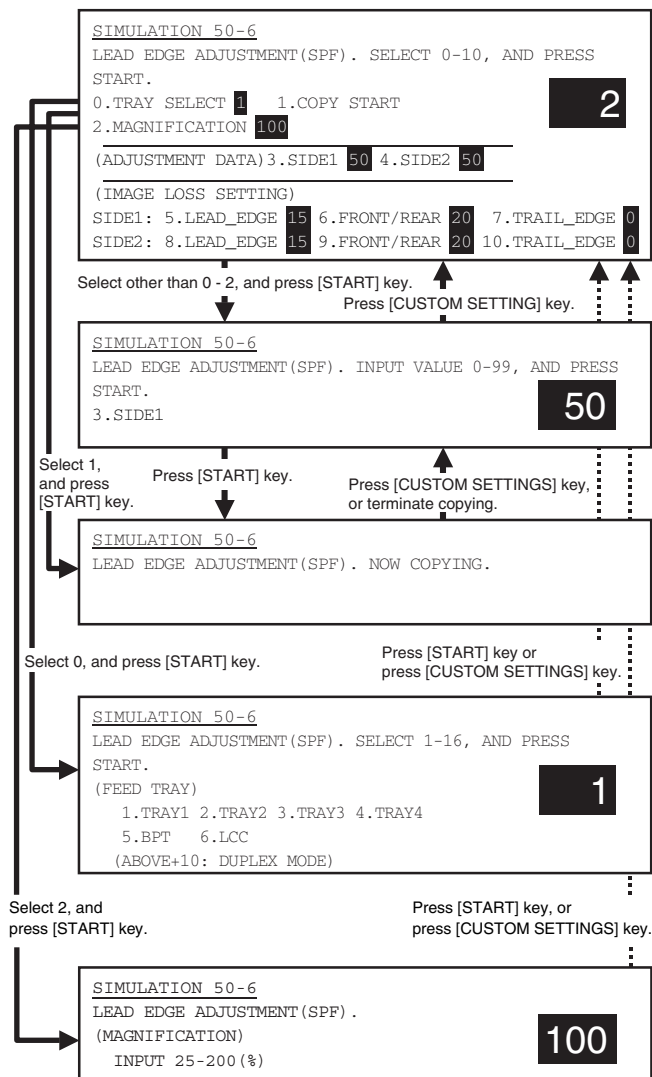 SIMULATION 50-6
LEAD EDGE ADJUSTMENT(SPF). SELECT 0-10, AND PRESS
START.
0.TRAY SELECT 1 1.COPY START
2.MAGNIFICATION 100
2
(ADJUSTMENT DATA)3.SIDE1 50 4.SIDE2 50
(IMAGE LOSS SETTING)
SIDE1: 5.LEAD_EDGE 15 6.FRONT/REAR 20 7.TRAIL_EDGE 0
SIDE2: 8.LEAD_EDGE 15 9.FRONT/REAR 20 10.TRAIL_EDGE 0
Select other than 0 - 2, and press [START] key.
Press [CUSTOM SETTING] key.
SIMULATION 50-6
LEAD EDGE ADJUSTMENT(SPF). INPUT VALUE 0-99, AND PRESS
START.
3.SIDE1
50
Select 1,
and press
[START] key.
Press [START] key.
Press [CUSTOM SETTINGS] key,
or terminate copying.
SIMULATION 50-6
LEAD EDGE ADJUSTMENT(SPF). NOW COPYING.
Select 0, and press [START] key.
Press [START] key or
press [CUSTOM SETTINGS] key.
SIMULATION 50-6
LEAD EDGE ADJUSTMENT(SPF). SELECT 1-16, AND PRESS
START.
(FEED TRAY)
1.TRAY1 2.TRAY2 3.TRAY3 4.TRAY4
5.BPT 6.LCC
(ABOVE+10: DUPLEX MODE)
1
Select 2, and
press [START] key.
Press [START] key, or
press [CUSTOM SETTINGS] key.
SIMULATION 50-6
LEAD EDGE ADJUSTMENT(SPF).
(MAGNIFICATION)
INPUT 25-200(%)
100